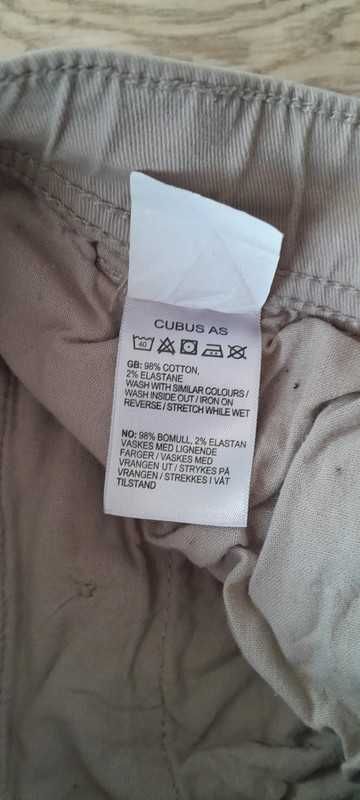 CUBUS AS
40
GB: 98% COTTON,
2% ELASTANE
WASH WITH SIMILAR COLOURS /
WASH INSIDE OUT / IRON ON
REVERSE / STRETCH WHILE WET
NO: 98% BOMULL, 2% ELASTAN
VASKES MED LIGNENDE
FARGER / VASKES MED
VRANGEN UT / STRYKES PÅ
VRANGEN / STREKKES I VÅT
TILSTAND